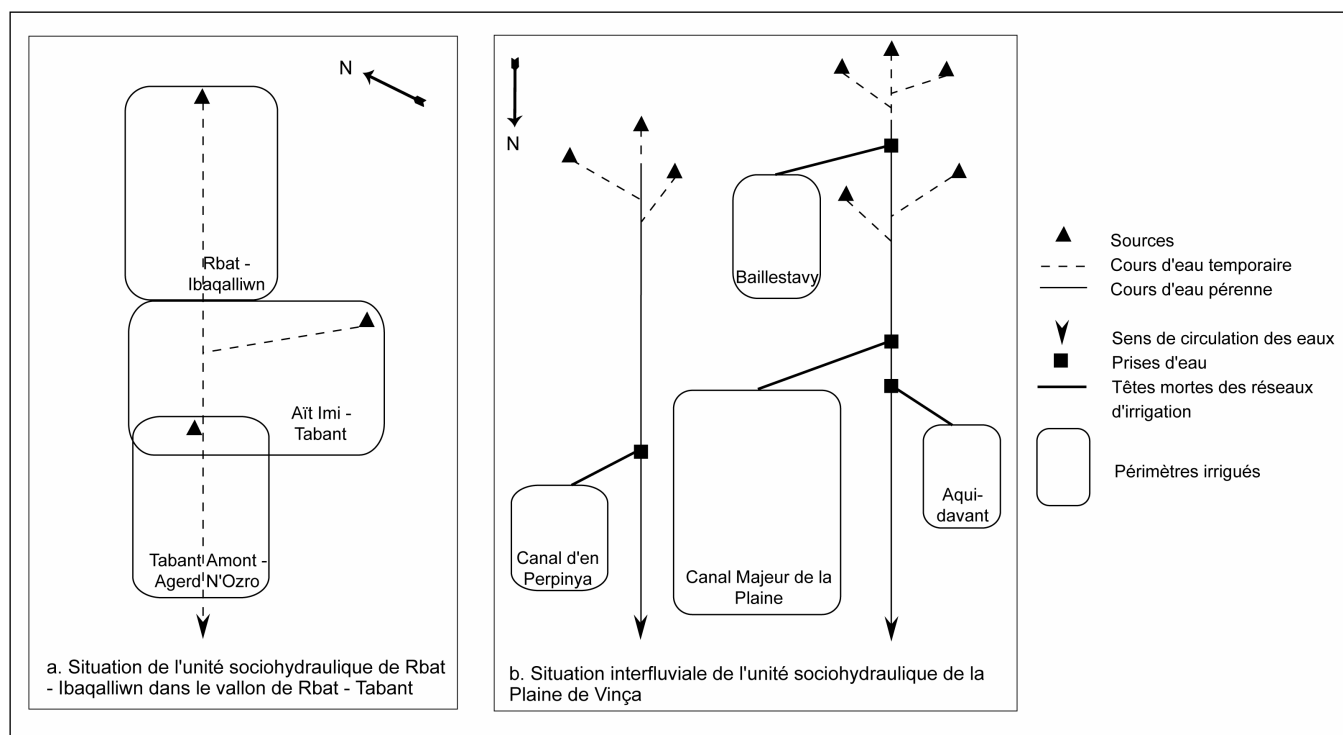 N
Rbat -
Ibaqalliwn
Aït Imi -
Tabant
Tabant Amont -
Agerd N'Ozro
a. Situation de l'unité sociohydraulique de Rbat
- Ibaqalliwn dans le vallon de Rbat - Tabant
N
Baillestavy
Canal d'en
Perpinya
Canal Majeur de la
Plaine
Aqui-
davant
b. Situation interfluviale de l'unité sociohydraulique de la
Plaine de Vinça
Sources
Cours d'eau temporaire
Cours d'eau pérenne
Sens de circulation des eaux
Prises d'eau
Têtes mortes des réseaux
d'irrigation
Périmètres irrigués